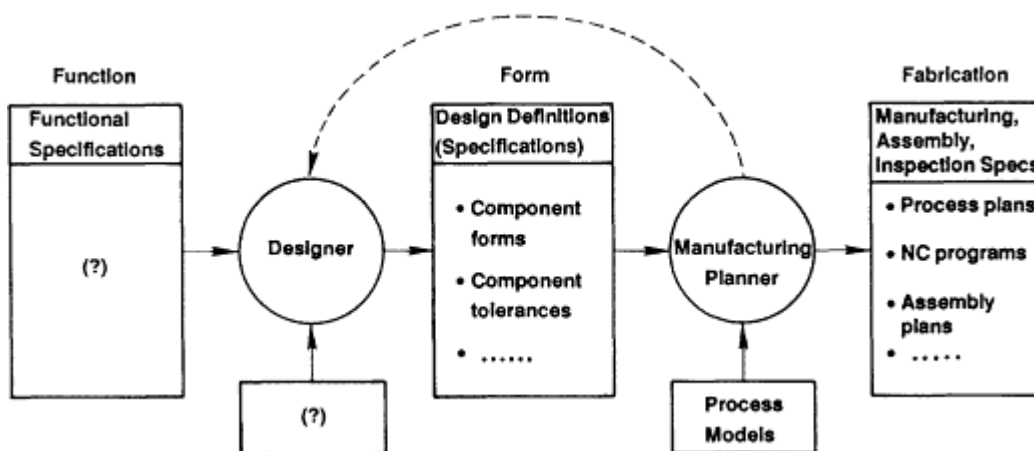 Function
Functional
Specifications
(?)
Designer
(?)
Form
Design Definitions
(Specifications)
• Component
forms
• Component
tolerances
• ......
Manufacturing
Planner
Process
Models
Fabrication
Manufacturing,
Assembly,
Inspection Specs
• Process plans
• NC programs
• Assembly
plans
• .....